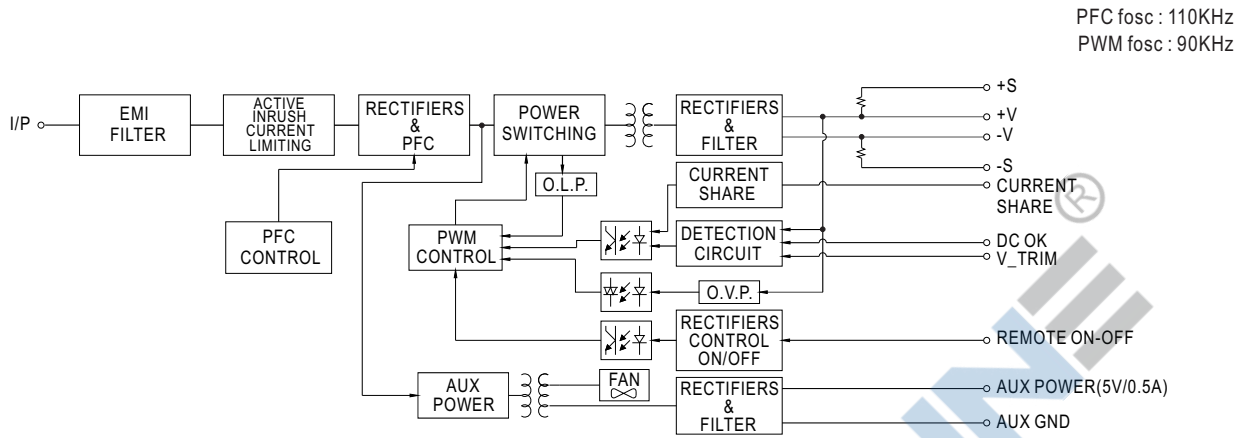 PFC fosc : 110KHz
PWM fosc : 90KHz
I/P
EMI
FILTER
ACTIVE
INRUSH
CURRENT
LIMITING
RECTIFIERS
&
PFC
POWER
SWITCHING
RECTIFIERS
&
FILTER
+S
+V
-V
-S
O.L.P.
CURRENT
SHARE
CURRENT
SHARE
®
PFC
CONTROL
PWM
CONTROL
DETECTION
CIRCUIT
DC OK
V_TRIM
O.V.P.
RECTIFIERS
CONTROL
ON/OFF
REMOTE ON-OFF
AUX
POWER
FAN
RECTIFIERS
&
FILTER
AUX POWER(5V/0.5A)
AUX GND